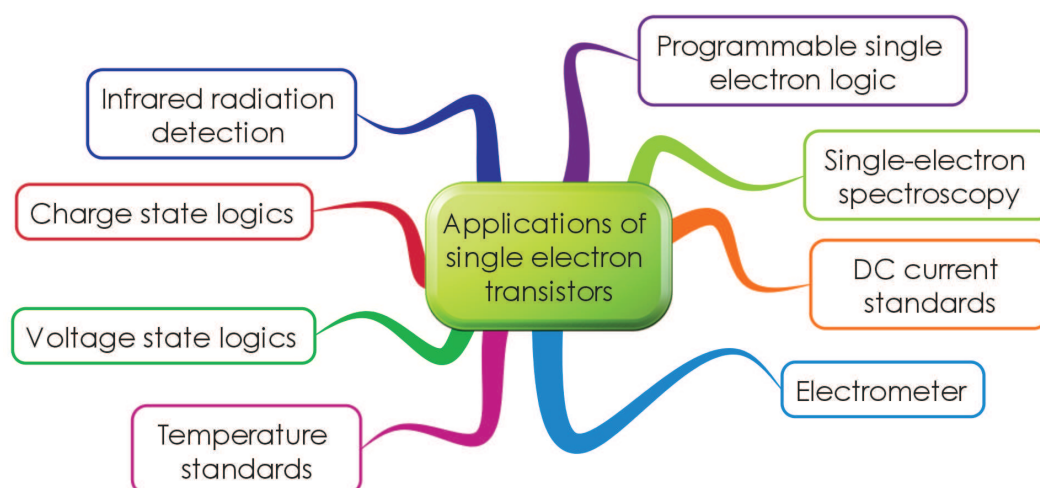 Programmable single
electron logic
Infrared radiation
detection
Single-electron
spectroscopy
Charge state logics
Applications of
single electron
transistors
DC current
standards
Voltage state logics
Electrometer
Temperature
standards